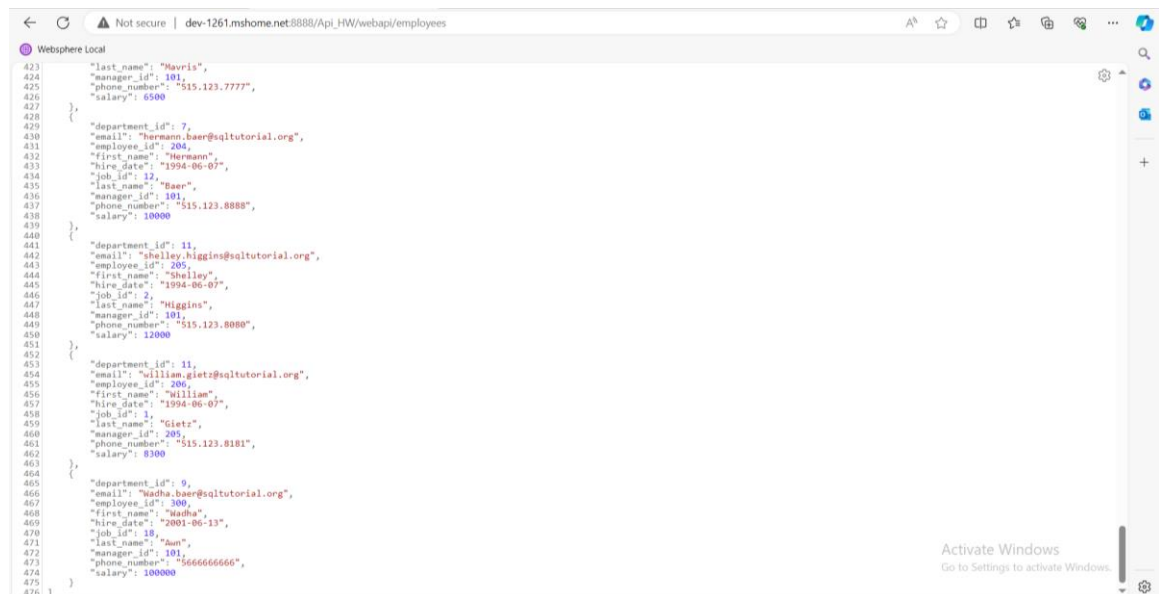 Not secure | dev-1261.mshome.net:8888/Api_HW/webapi/employees
Websphere Local
423 "last_name": "Mavris",
424 "manager_id": 101,
425 "phone_number": "515.123.7777",
426 "salary": 6500
427 },
428 {
429 "department_id": 7,
430 "email": "hermann.baer@sqltutorial.org",
431 "employee_id": 204,
432 "first_name": "Hermann",
433 "hire_date": "1994-06-07",
434 "job_id": 12,
435 "last_name": "Baer",
436 "manager_id": 101,
437 "phone_number": "515.123.8888",
438 "salary": 10000
439 },
440 {
441 "department_id": 11,
442 "email": "shelley.higgins@sqltutorial.org",
443 "employee_id": 205,
444 "first_name": "Shelley",
445 "hire_date": "1994-06-07",
446 "job_id": 2,
447 "last_name": "Higgins",
448 "manager_id": 101,
449 "phone_number": "515.123.8080",
450 "salary": 12000
451 },
452 {
453 "department_id": 11,
454 "email": "william.gietz@sqltutorial.org",
455 "employee_id": 206,
456 "first_name": "William",
457 "hire_date": "1994-06-07",
458 "job_id": 1,
459 "last_name": "Gietz",
460 "manager_id": 205,
461 "phone_number": "515.123.8181",
462 "salary": 8300
463 },
464 {
465 "department_id": 9,
466 "email": "Wadha.baer@sqltutorial.org",
467 "employee_id": 300,
468 "first_name": "Wadha",
469 "hire_date": "2001-06-13",
470 "job_id": 18,
471 "last_name": "Awn",
472 "manager_id": 101,
473 "phone_number": "5666666666",
474 "salary": 100000
475 }
476 ]
Activate Windows
Go to Settings to activate Windows.